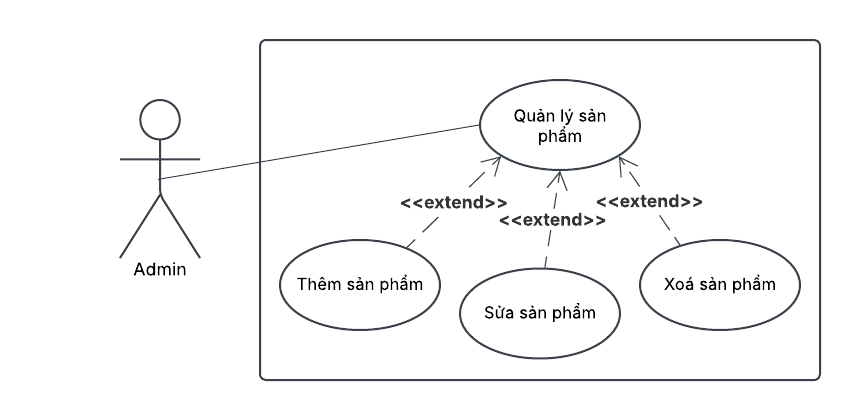 Quản lý sản
phẩm
<<extend>>
<<extend>>
<<extend>>
Admin
Thêm sản phẩm
Sửa sản phẩm
Xoá sản phẩm